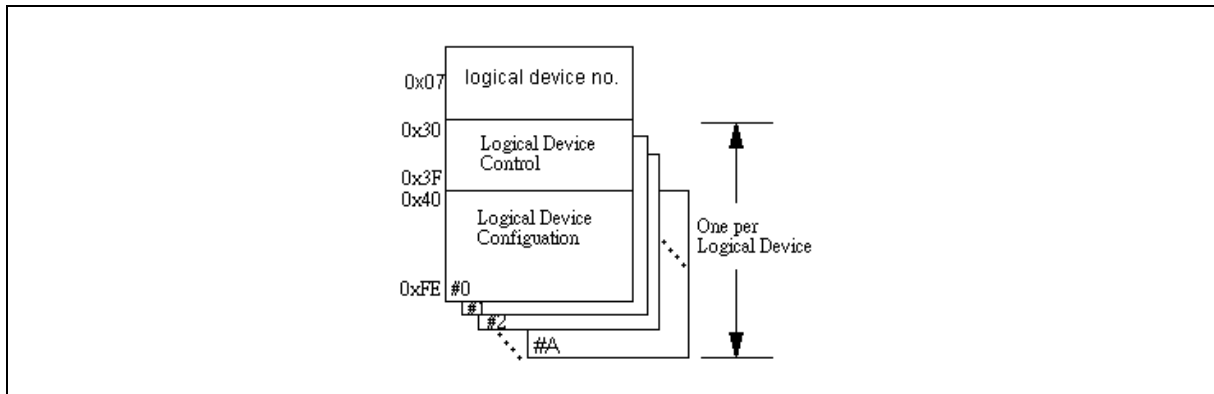 0x07
logical device no.
0x30
Logical Device
Control
0x3F
0x40
Logical Device
Configuation
One per
Logical Device
0xFE
#0
#1
#2
#A